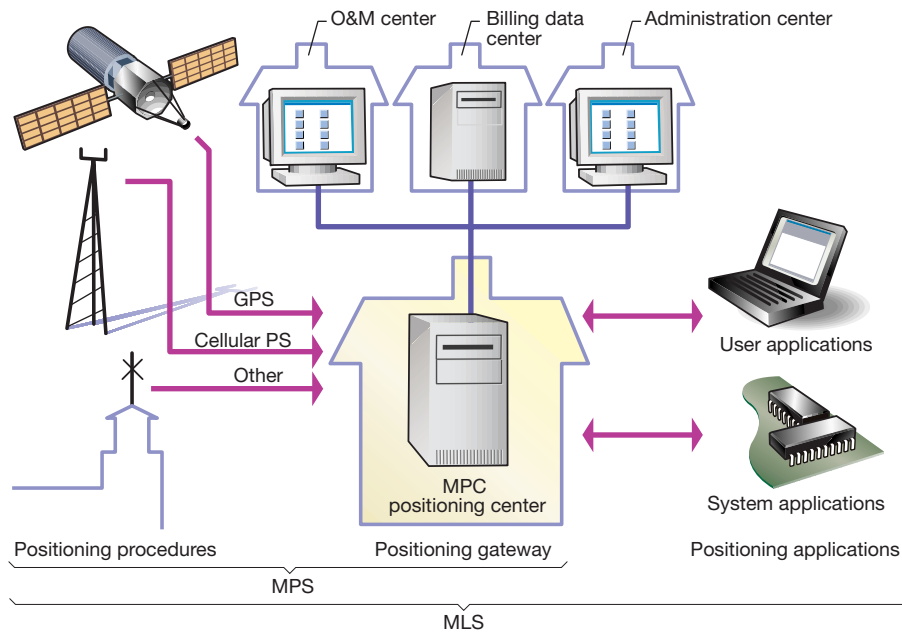 O&M center
Billing data
center
Administration center
GPS
Cellular PS
Other
MPC
positioning center
User applications
System applications
Positioning procedures
Positioning gateway
Positioning applications
MPS
MLS